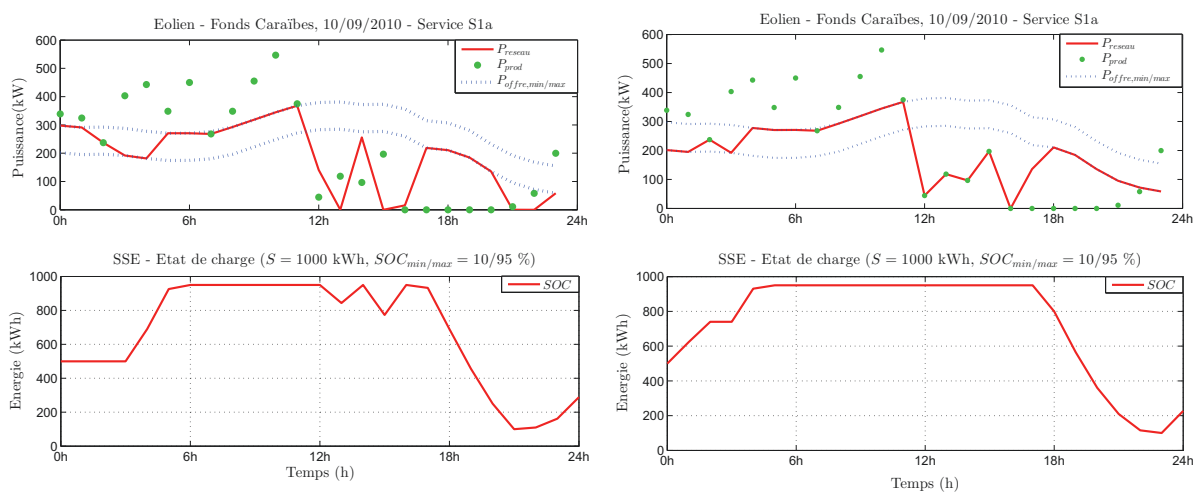 Eolien - Fonds Caraïbes, 10/09/2010 - Service S1a
600
500
400
300
200
100
0
Puissance(kW)
P_reseau
P_prod
P_offre,min/max
0h
6h
12h
18h
24h
SSE - Etat de charge (S = 1000 kWh, SOC_min/max = 10/95 %)
1000
800
600
400
200
0
Energie (kWh)
SOC
0h
6h
12h
18h
24h
Temps (h)
Eolien - Fonds Caraïbes, 10/09/2010 - Service S1a
600
500
400
300
200
100
0
Puissance(kW)
P_reseau
P_prod
P_offre,min/max
0h
6h
12h
18h
24h
SSE - Etat de charge (S = 1000 kWh, SOC_min/max = 10/95 %)
1000
800
600
400
200
0
Energie (kWh)
SOC
0h
6h
12h
18h
24h
Temps (h)